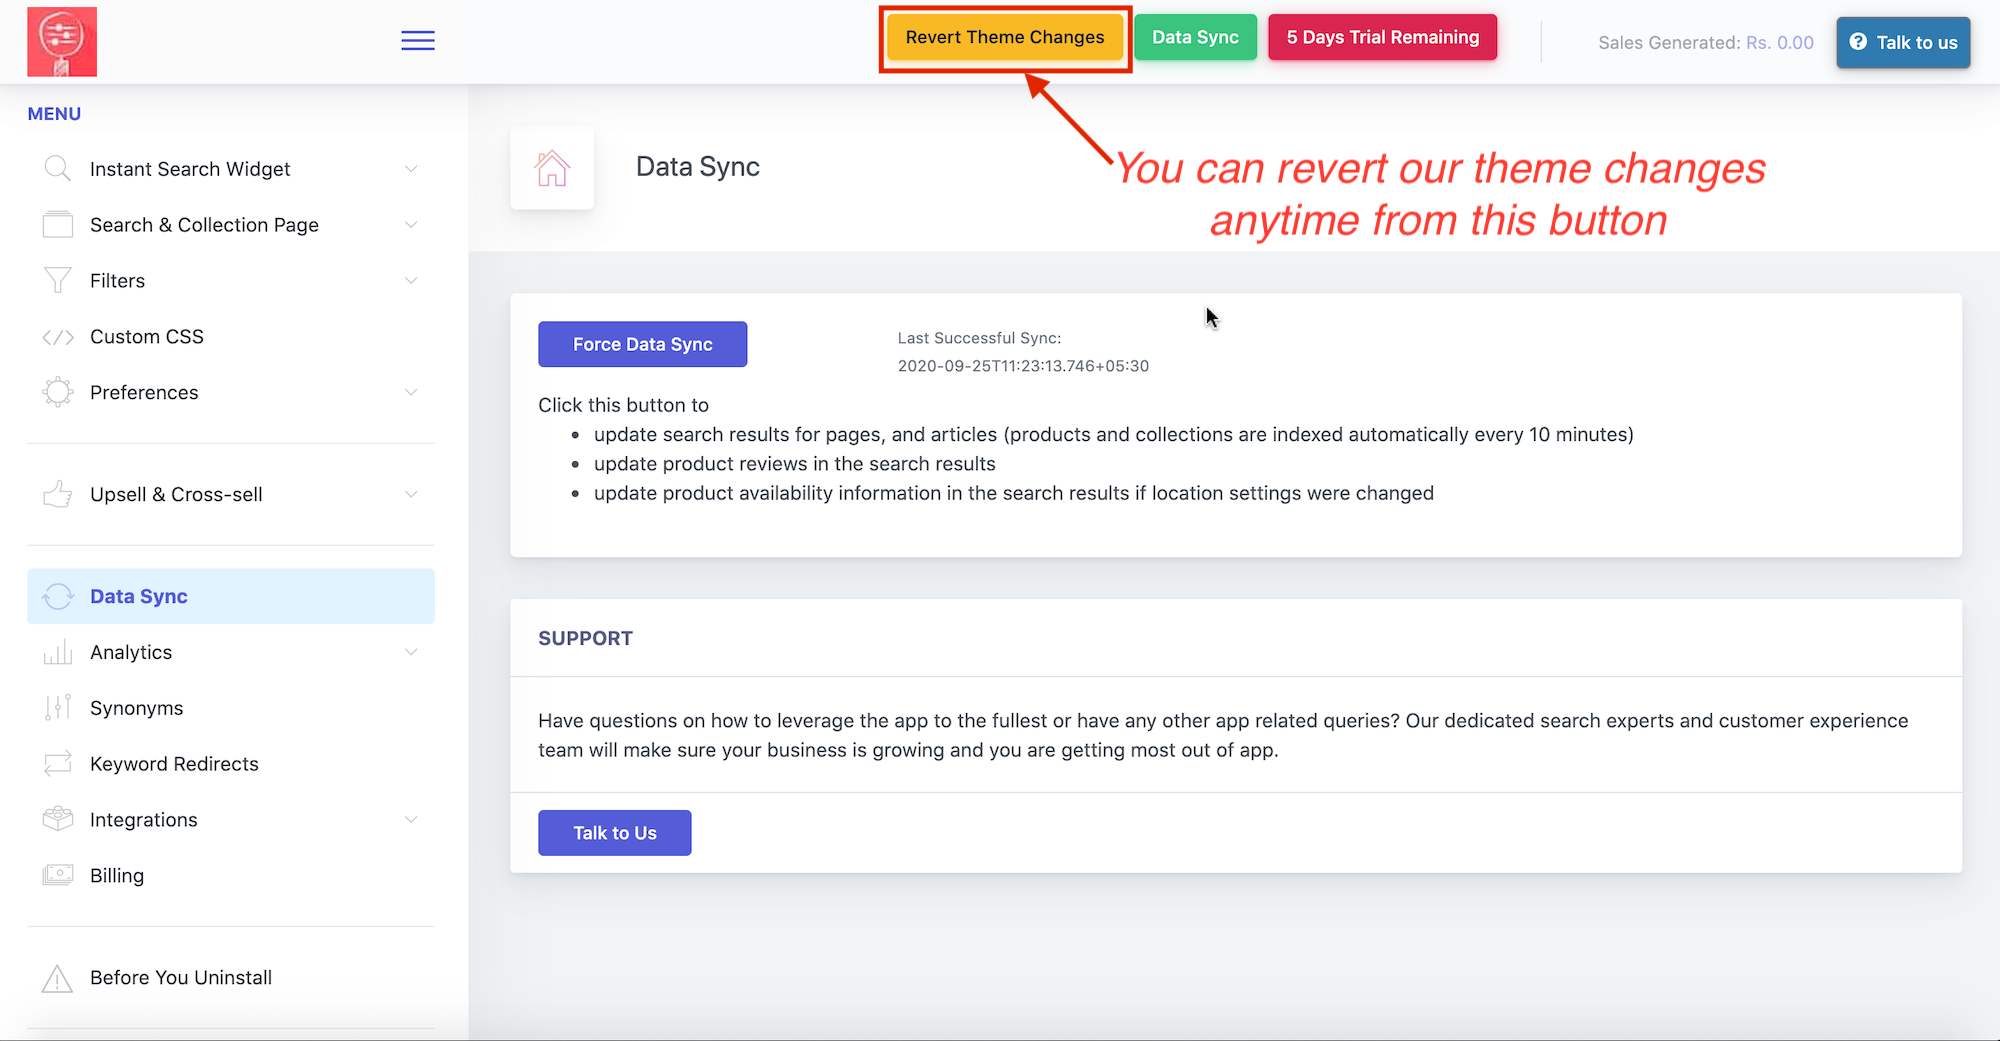 Revert Theme Changes
Data Sync
5 Days Trial Remaining
Sales Generated: Rs. 0.00
Talk to us
MENU
Instant Search Widget
Search & Collection Page
Filters
Custom CSS
Preferences
Upsell & Cross-sell
Data Sync
Analytics
Synonyms
Keyword Redirects
Integrations
Billing
Before You Uninstall
Data Sync
You can revert our theme changes
anytime from this button
Force Data Sync
Last Successful Sync:
2020-09-25T11:23:13.746+05:30
Click this button to
update search results for pages, and articles (products and collections are indexed automatically every 10 minutes)
update product reviews in the search results
update product availability information in the search results if location settings were changed
SUPPORT
Have questions on how to leverage the app to the fullest or have any other app related queries? Our dedicated search experts and customer experience
team will make sure your business is growing and you are getting most out of app.
Talk to Us